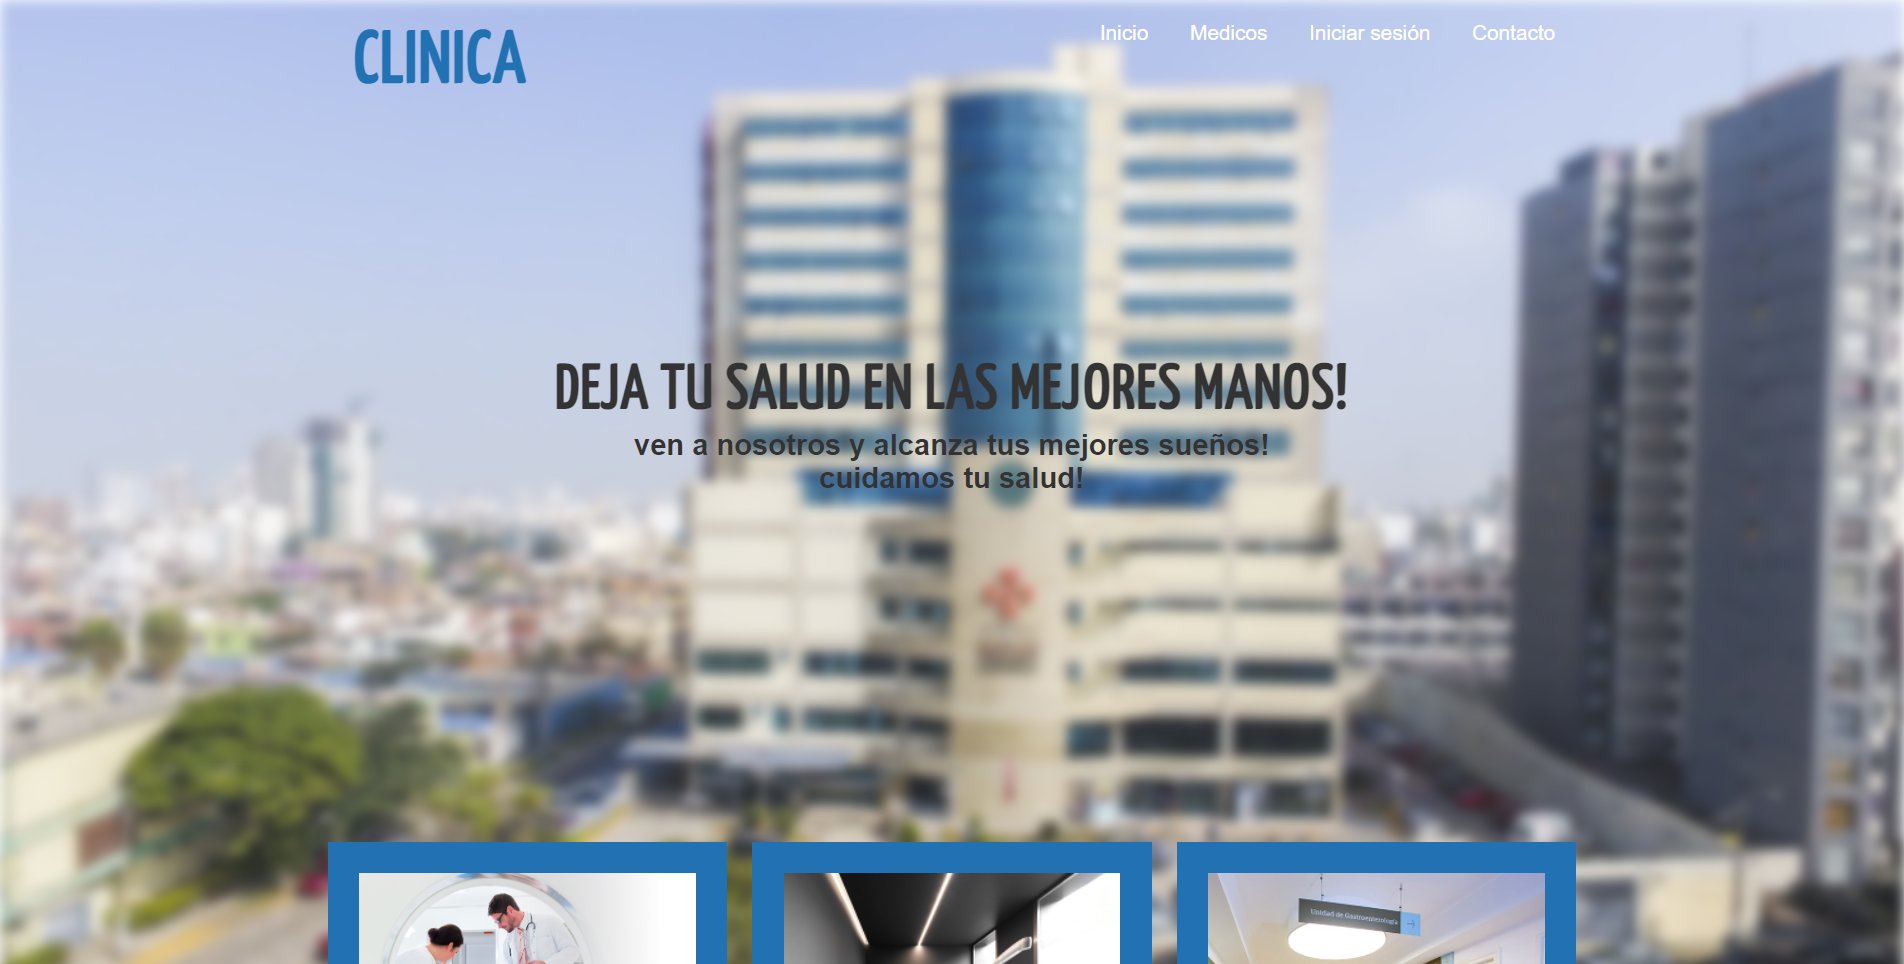 CLINICA
Inicio Medicos Iniciar sesión Contacto
DEJA TU SALUD EN LAS MEJORES MANOS!
ven a nosotros y alcanza tus mejores sueños!
cuidamos tu salud!
Unidad de Gastroenterología